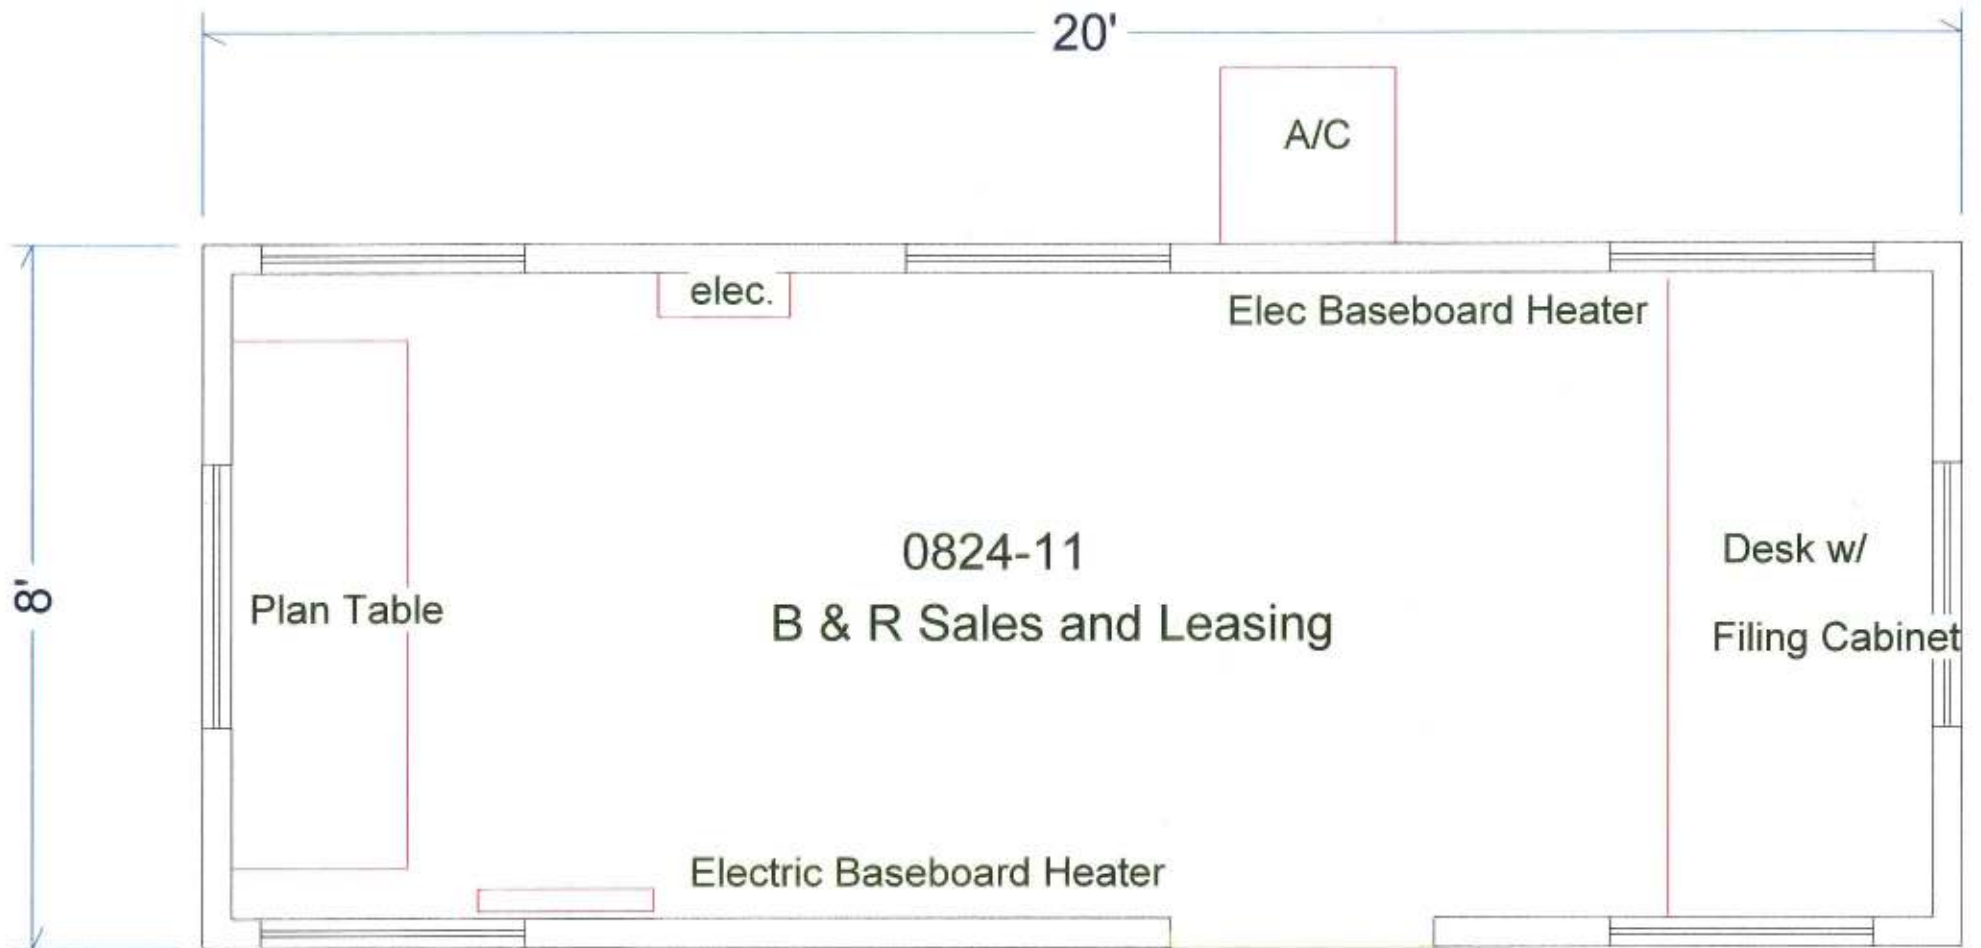 20'
A/C
elec.
Elec Baseboard Heater
0824-11
B & R Sales and Leasing
Desk w/
Filing Cabinet
8'
Plan Table
Electric Baseboard Heater